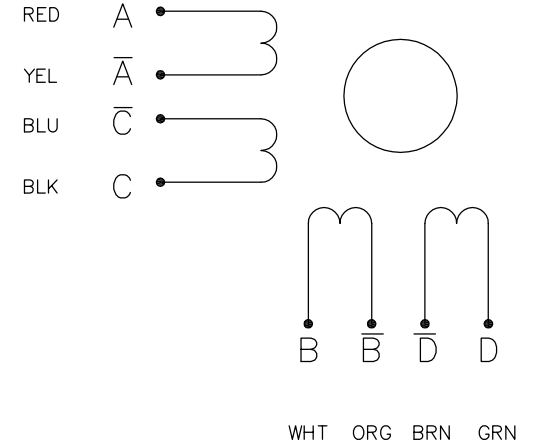 RED A
YEL A̅
BLU C̅
BLK C
B B̅ D̅ D
WHT ORG BRN GRN